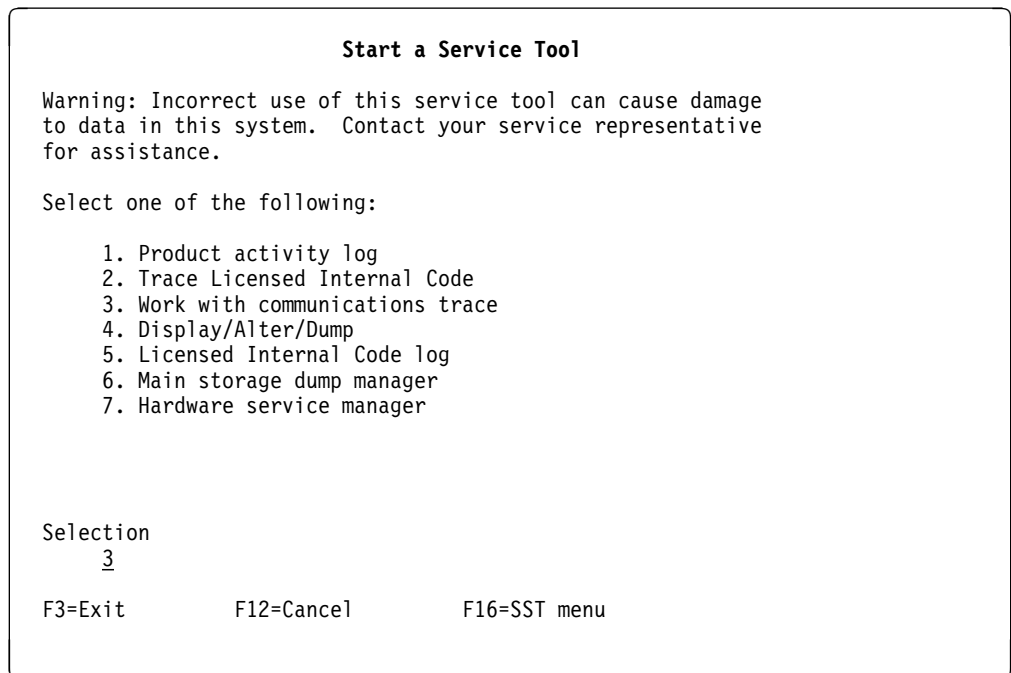 Start a Service Tool
Warning: Incorrect use of this service tool can cause damage
to data in this system. Contact your service representative
for assistance.
Select one of the following:
1. Product activity log
2. Trace Licensed Internal Code
3. Work with communications trace
4. Display/Alter/Dump
5. Licensed Internal Code log
6. Main storage dump manager
7. Hardware service manager
Selection
3
F3=Exit F12=Cancel F16=SST menu